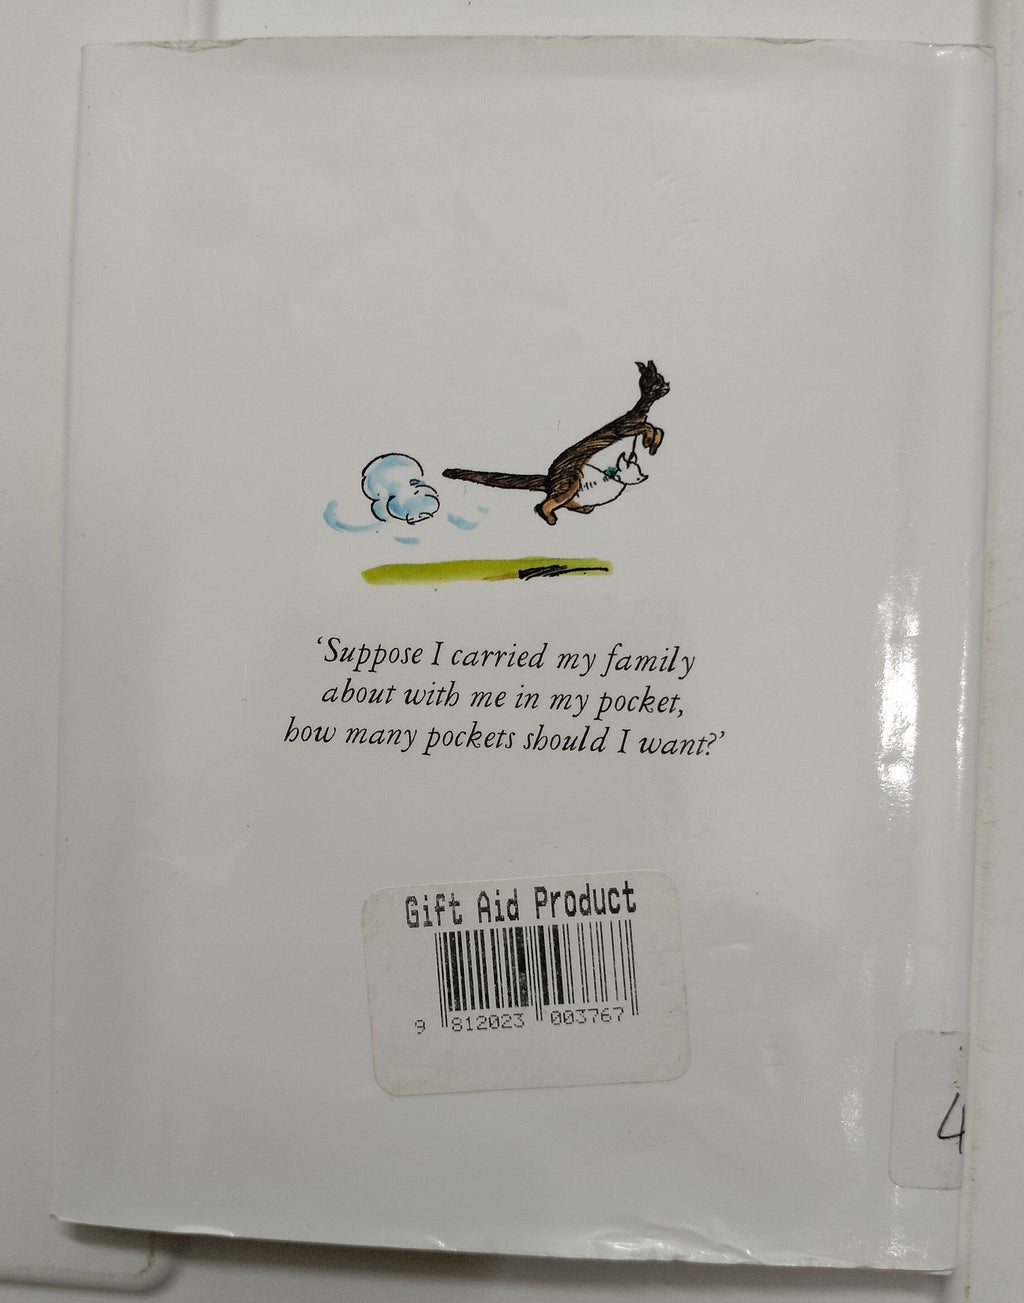 ‘Suppose I carried my family
about with me in my pocket,
how many pockets should I want?’
Gift Aid Product
9 812023 003767
4